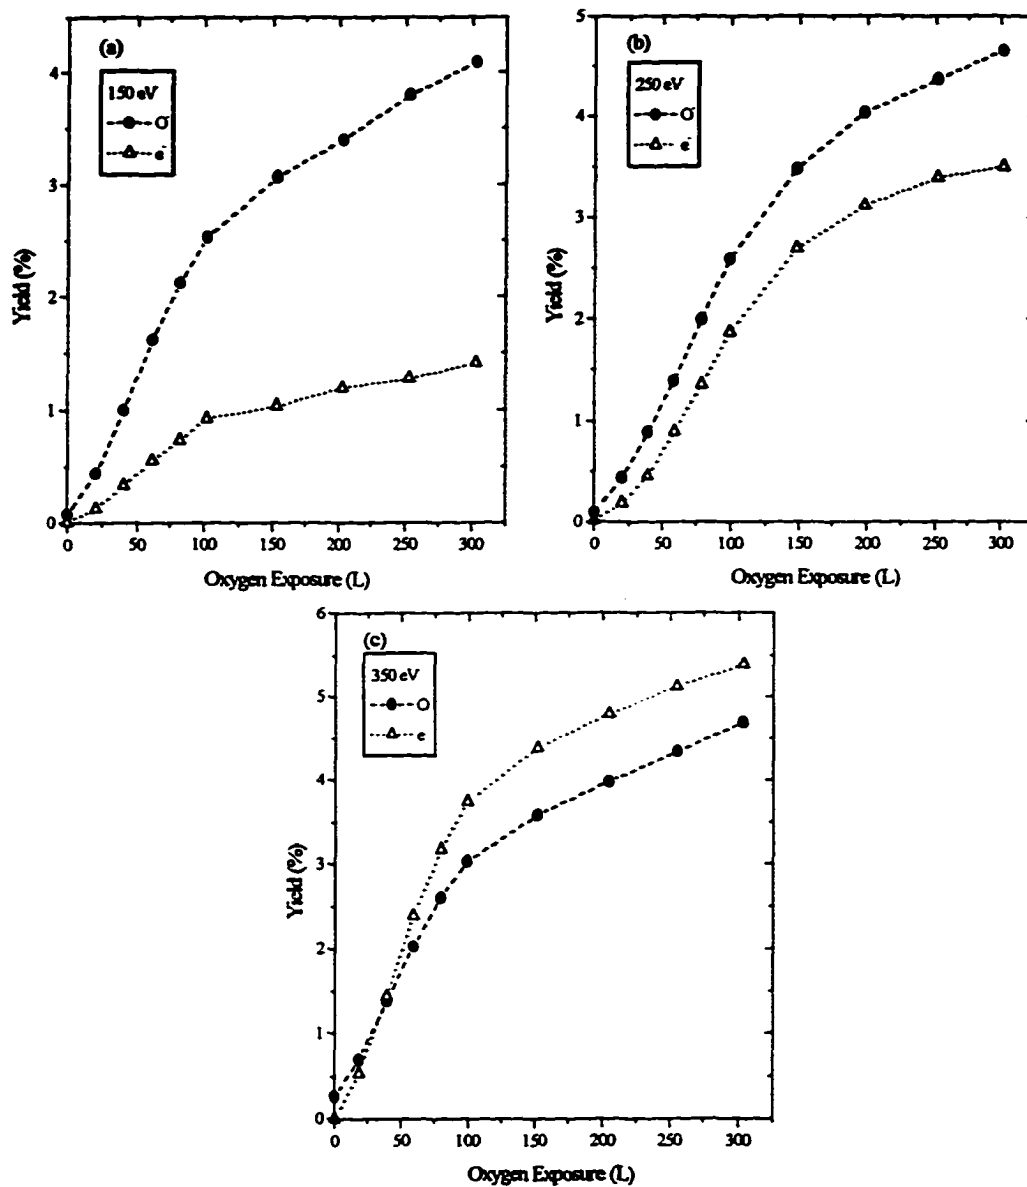 (a)
150 eV
O⁻
e⁻
4
3
2
1
0
Yield (%)
0 50 100 150 200 250 300
Oxygen Exposure (L)
(b)
250 eV
O⁻
e⁻
5
4
3
2
1
0
Yield (%)
0 50 100 150 200 250 300
Oxygen Exposure (L)
(c)
350 eV
O
e
6
5
4
3
2
1
0
Yield (%)
0 50 100 150 200 250 300
Oxygen Exposure (L)